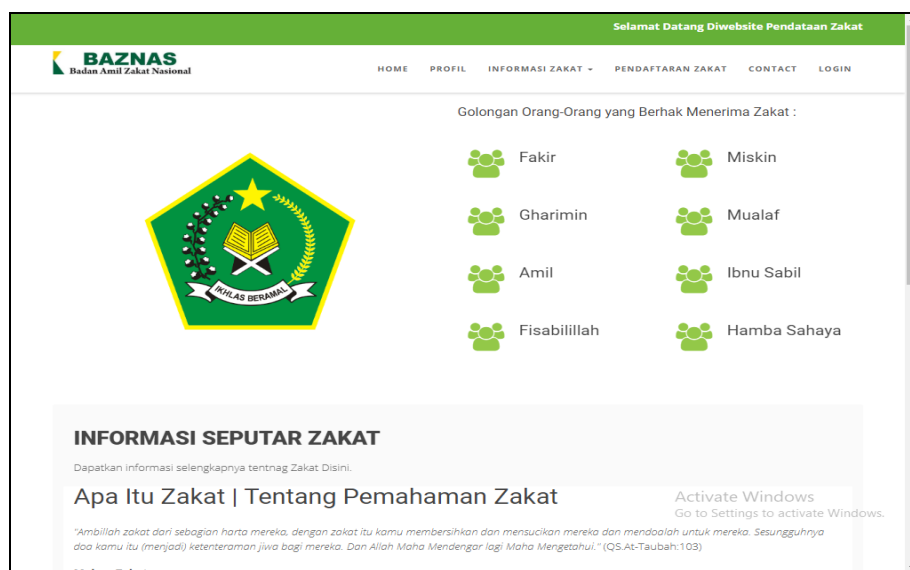 Selamat Datang Diwebsite Pendataan Zakat
BAZNAS
Badan Amil Zakat Nasional
HOME PROFIL INFORMASI ZAKAT PENDAFTARAN ZAKAT CONTACT LOGIN
Golongan Orang-Orang yang Berhak Menerima Zakat :
Fakir Miskin
Gharimin Mualaf
Amil Ibnu Sabil
Fisabilillah Hamba Sahaya
IKHLAS BERAMAL
INFORMASI SEPUTAR ZAKAT
Dapatkan informasi selengkapnya tentnag Zakat Disini.
Apa Itu Zakat | Tentang Pemahaman Zakat
Activate Windows
Go to Settings to activate Windows.
"Ambillah zakat dari sebagian harta mereka, dengan zakat itu kamu membersihkan dan mensucikan mereka dan mendoalah untuk mereka. Sesungguhnya
doa kamu itu (menjadi) ketenteraman jiwa bagi mereka. Dan Allah Maha Mendengar lagi Maha Mengetahui." (QS.At-Taubah:103)